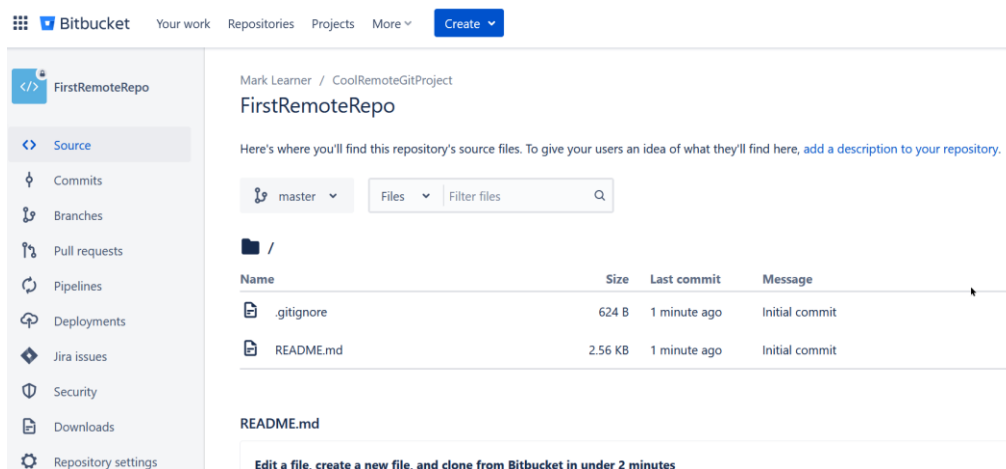 Bitbucket Your work Repositories Projects More Create
FirstRemoteRepo
Source
Commits
Branches
Pull requests
Pipelines
Deployments
Jira issues
Security
Downloads
Repository settings
Mark Learner / CoolRemoteGitProject
FirstRemoteRepo
Here's where you'll find this repository's source files. To give your users an idea of what they'll find here, add a description to your repository.
master Files Filter files
/
Name Size Last commit Message
.gitignore 624 B 1 minute ago Initial commit
README.md 2.56 KB 1 minute ago Initial commit
README.md
Edit a file, create a new file, and clone from Bitbucket in under 2 minutes